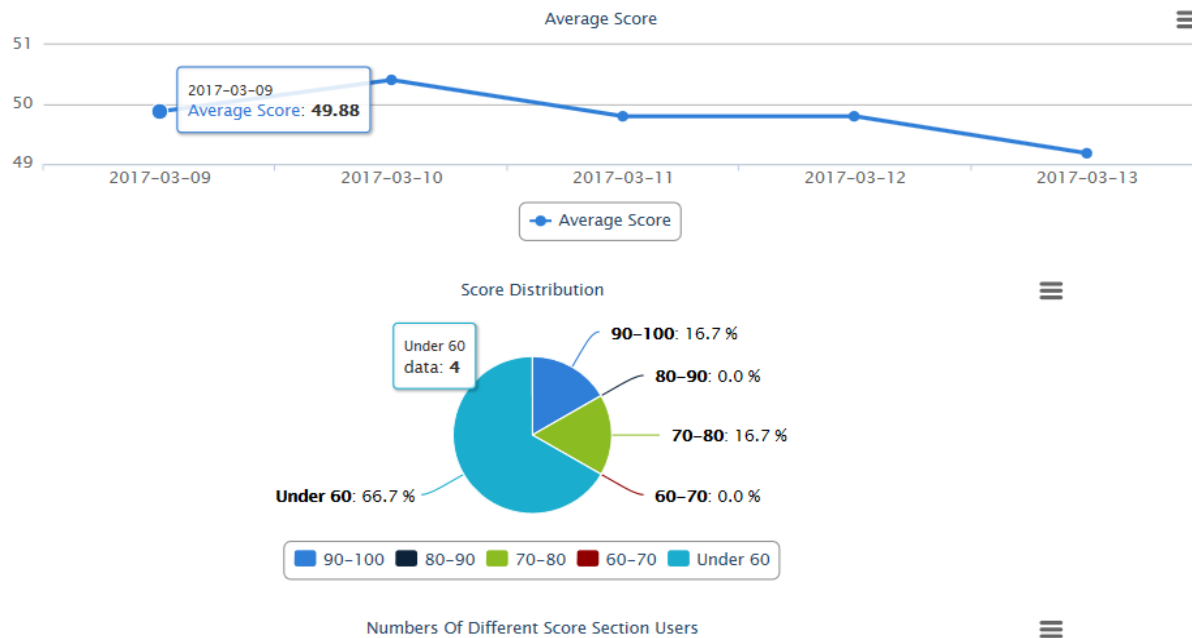 Average Score
51
50
49
2017-03-09
Average Score: 49.88
2017-03-09 2017-03-10 2017-03-11 2017-03-12 2017-03-13
Average Score
Score Distribution
Under 60
data: 4
90-100: 16.7 %
80-90: 0.0 %
70-80: 16.7 %
60-70: 0.0 %
Under 60: 66.7 %
90-100 80-90 70-80 60-70 Under 60
Numbers Of Different Score Section Users